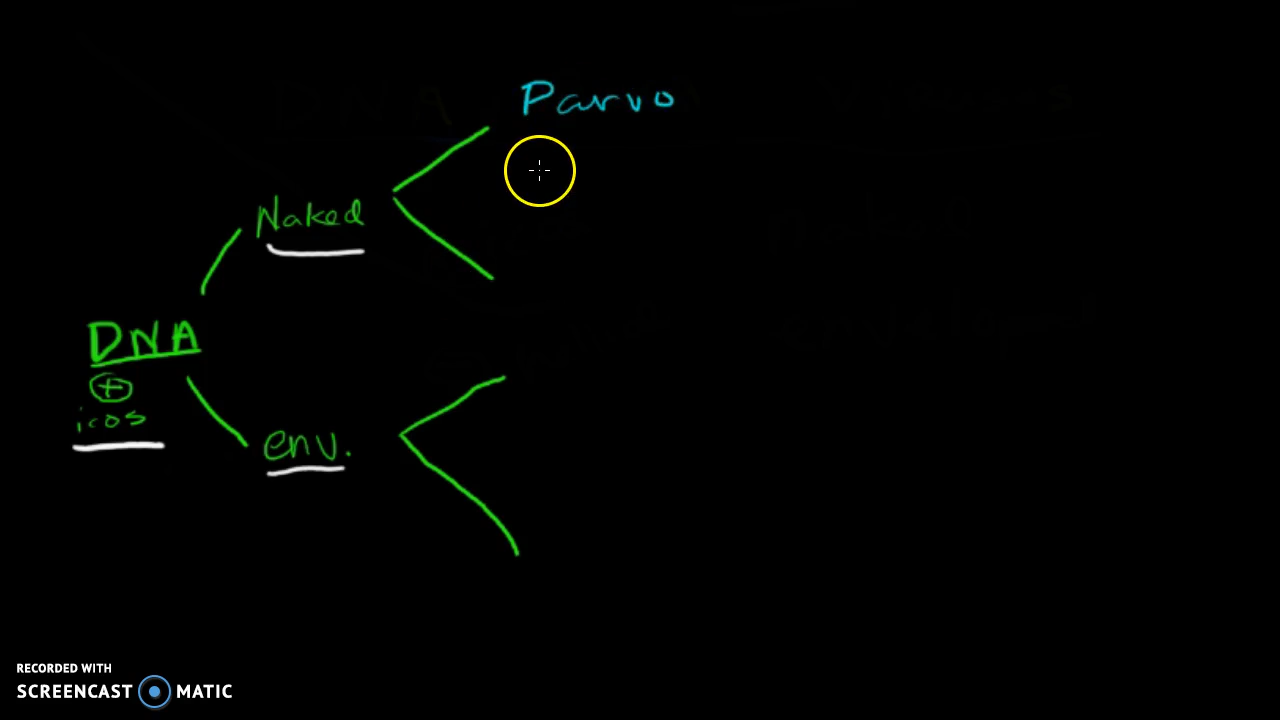 Parvo
Naked
DNA
+
icos
env.
RECORDED WITH
SCREENCAST MATIC